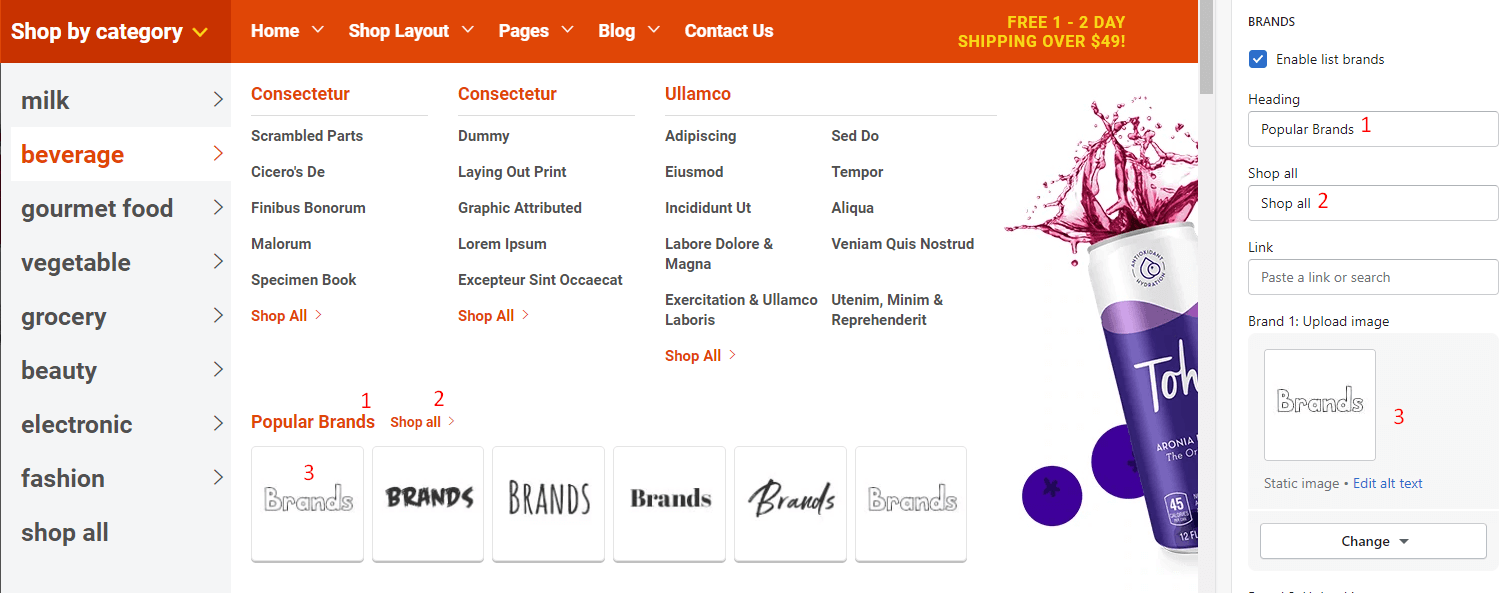 Shop by category
Home
Shop Layout
Pages
Blog
Contact Us
FREE 1 - 2 DAY
SHIPPING OVER $49!
milk
beverage
gourmet food
vegetable
grocery
beauty
electronic
fashion
shop all
Consectetur
Scrambled Parts
Cicero's De
Finibus Bonorum
Malorum
Specimen Book
Shop All
Consectetur
Dummy
Laying Out Print
Graphic Attributed
Lorem Ipsum
Excepteur Sint Occaecat
Shop All
Ullamco
Adipiscing
Eiusmod
Incididunt Ut
Labore Dolore &
Magna
Exercitation & Ullamco
Laboris
Shop All
Sed Do
Tempor
Aliqua
Veniam Quis Nostrud
Utenim, Minim &
Reprehenderit
1
2
Popular Brands
Shop all
3
Brands
BRANDS
BRANDS
Brands
Brands
Brands
ANTIOXIDANT
HYDRATION
Toh
ARONIA
The Or
45
CALORIES
12 FL
BRANDS
Enable list brands
Heading
Popular Brands 1
Shop all
Shop all 2
Link
Paste a link or search
Brand 1: Upload image
Brands
3
Static image • Edit alt text
Change